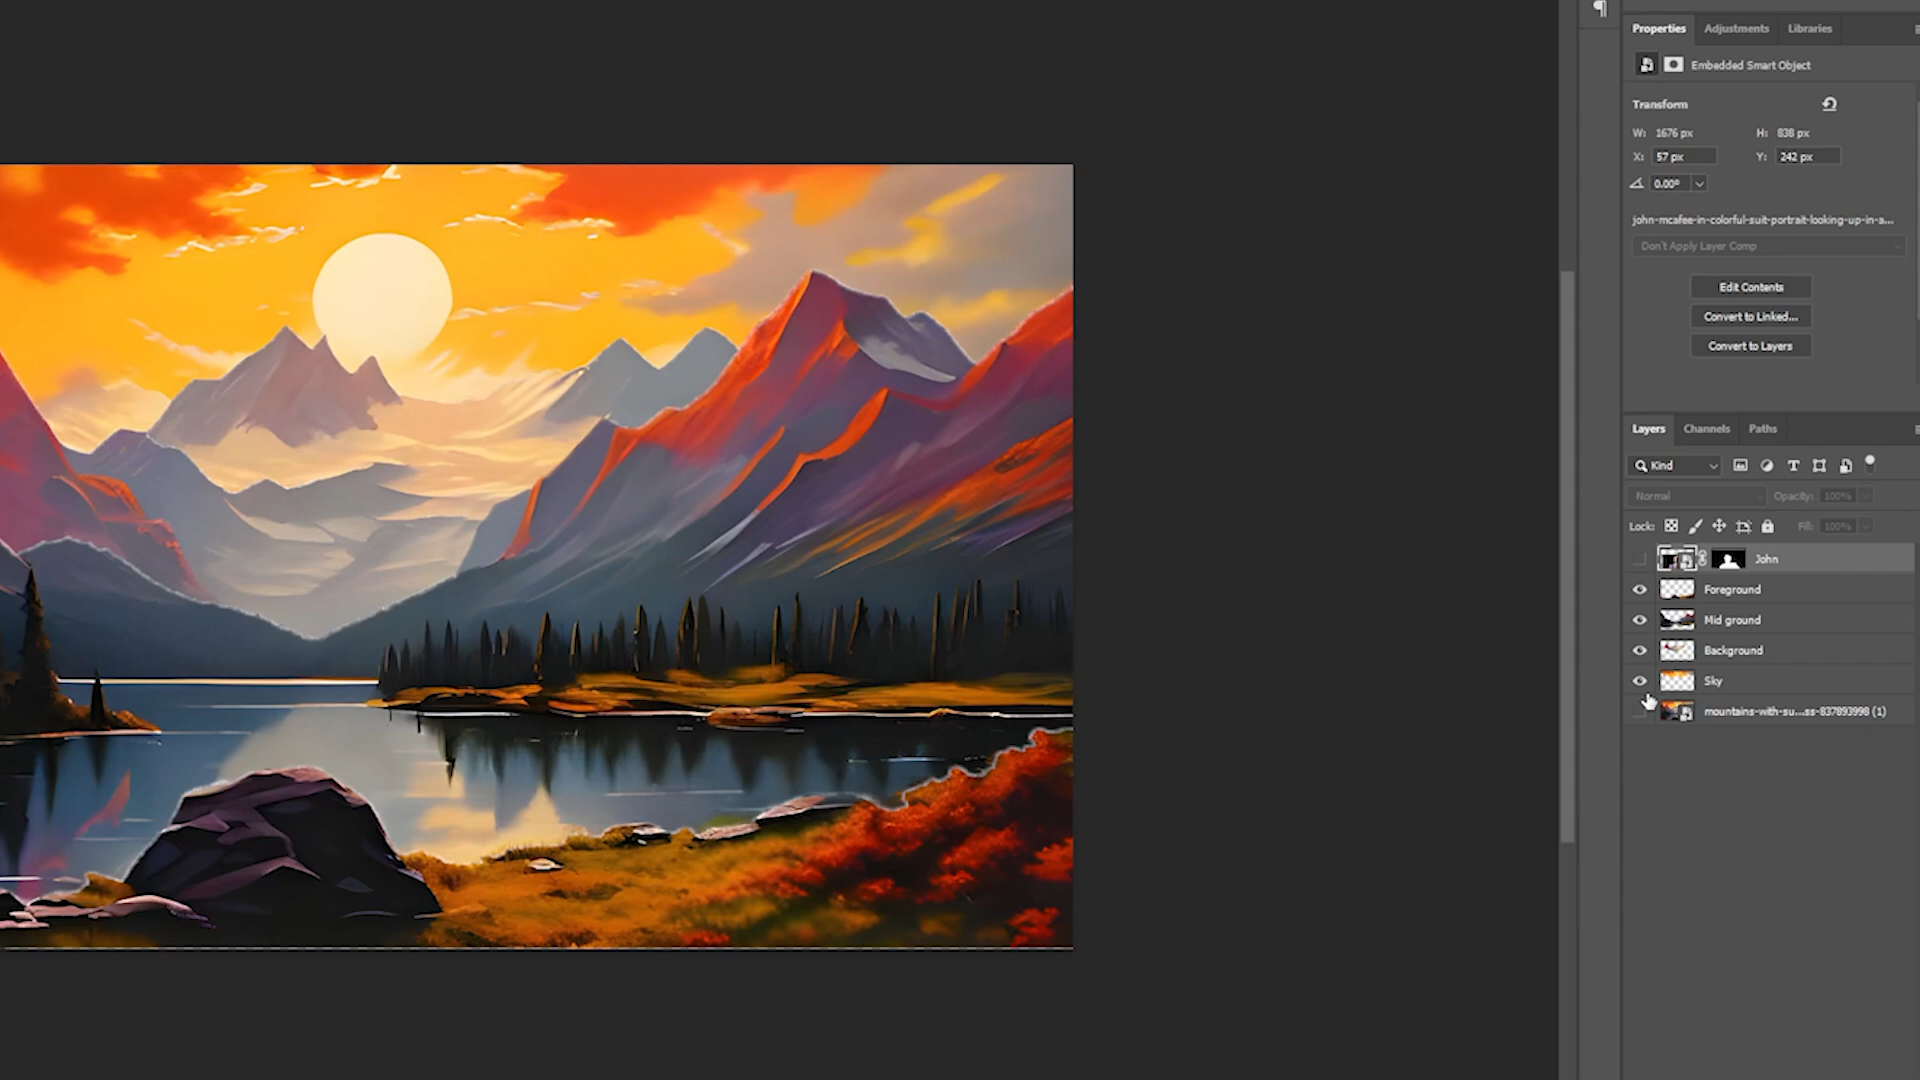 Properties Adjustments Libraries
Embedded Smart Object
Transform
W: 1676 px H: 838 px
X: 57 px Y: 242 px
0.00°
john-mcafee-in-colorful-suit-portrait-looking-up-in-a...
Don't Apply Layer Comp
Edit Contents
Convert to Linked...
Convert to Layers
Layers Channels Paths
Kind
Normal Opacity: 100%
Lock: Fill: 100%
John
Foreground
Mid ground
Background
Sky
mountains-with-su...ss-837893998 (1)